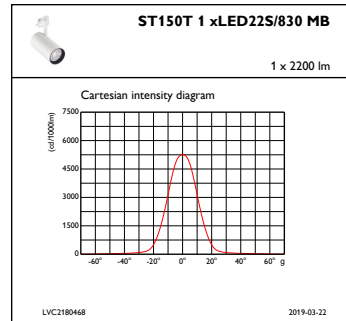 ST150T 1 xLED22S/830 MB
1 x 2200 lm
Cartesian intensity diagram
(cd/1000lm)
7500
6000
4500
3000
1500
0
-60° -40° -20° 0° 20° 40° 60° g
LVC2180468 2019-03-22